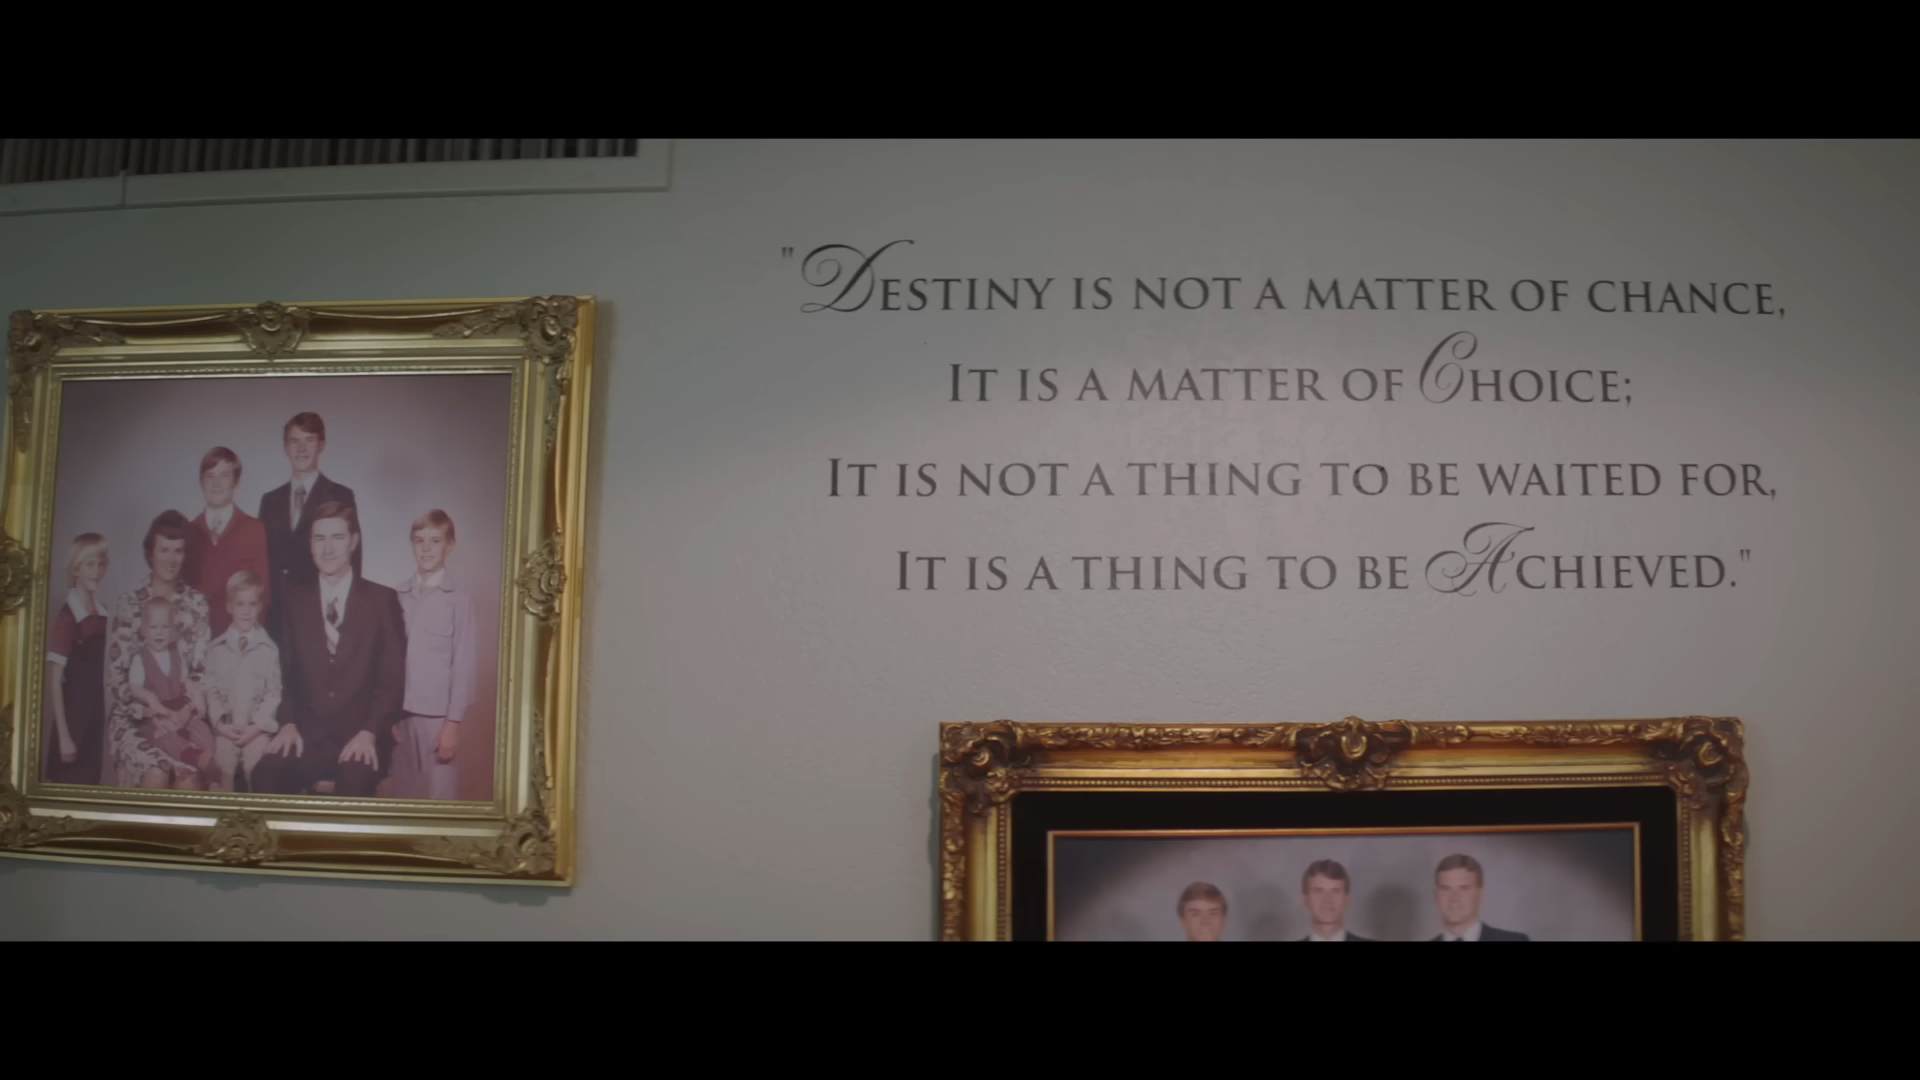 "Destiny is not a matter of chance,
It is a matter of Choice;
It is not a thing to be waited for,
It is a thing to be Achieved."